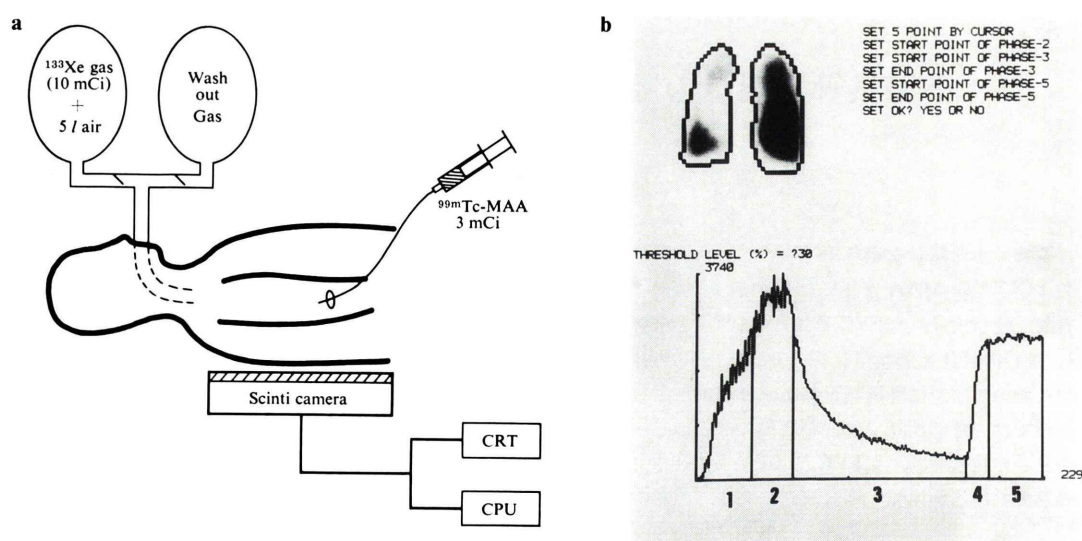 a
¹³³Xe gas
(10 mCi)
+
5 l air
Wash
out
Gas
⁹⁹ᵐTc-MAA
3 mCi
Scinti camera
CRT
CPU
b
SET 5 POINT BY CURSOR
SET START POINT OF PHASE-2
SET START POINT OF PHASE-3
SET END POINT OF PHASE-3
SET START POINT OF PHASE-5
SET END POINT OF PHASE-5
SET OK? YES OR NO
THRESHOLD LEVEL (%) = ?30
3740
229
1 2 3 4 5